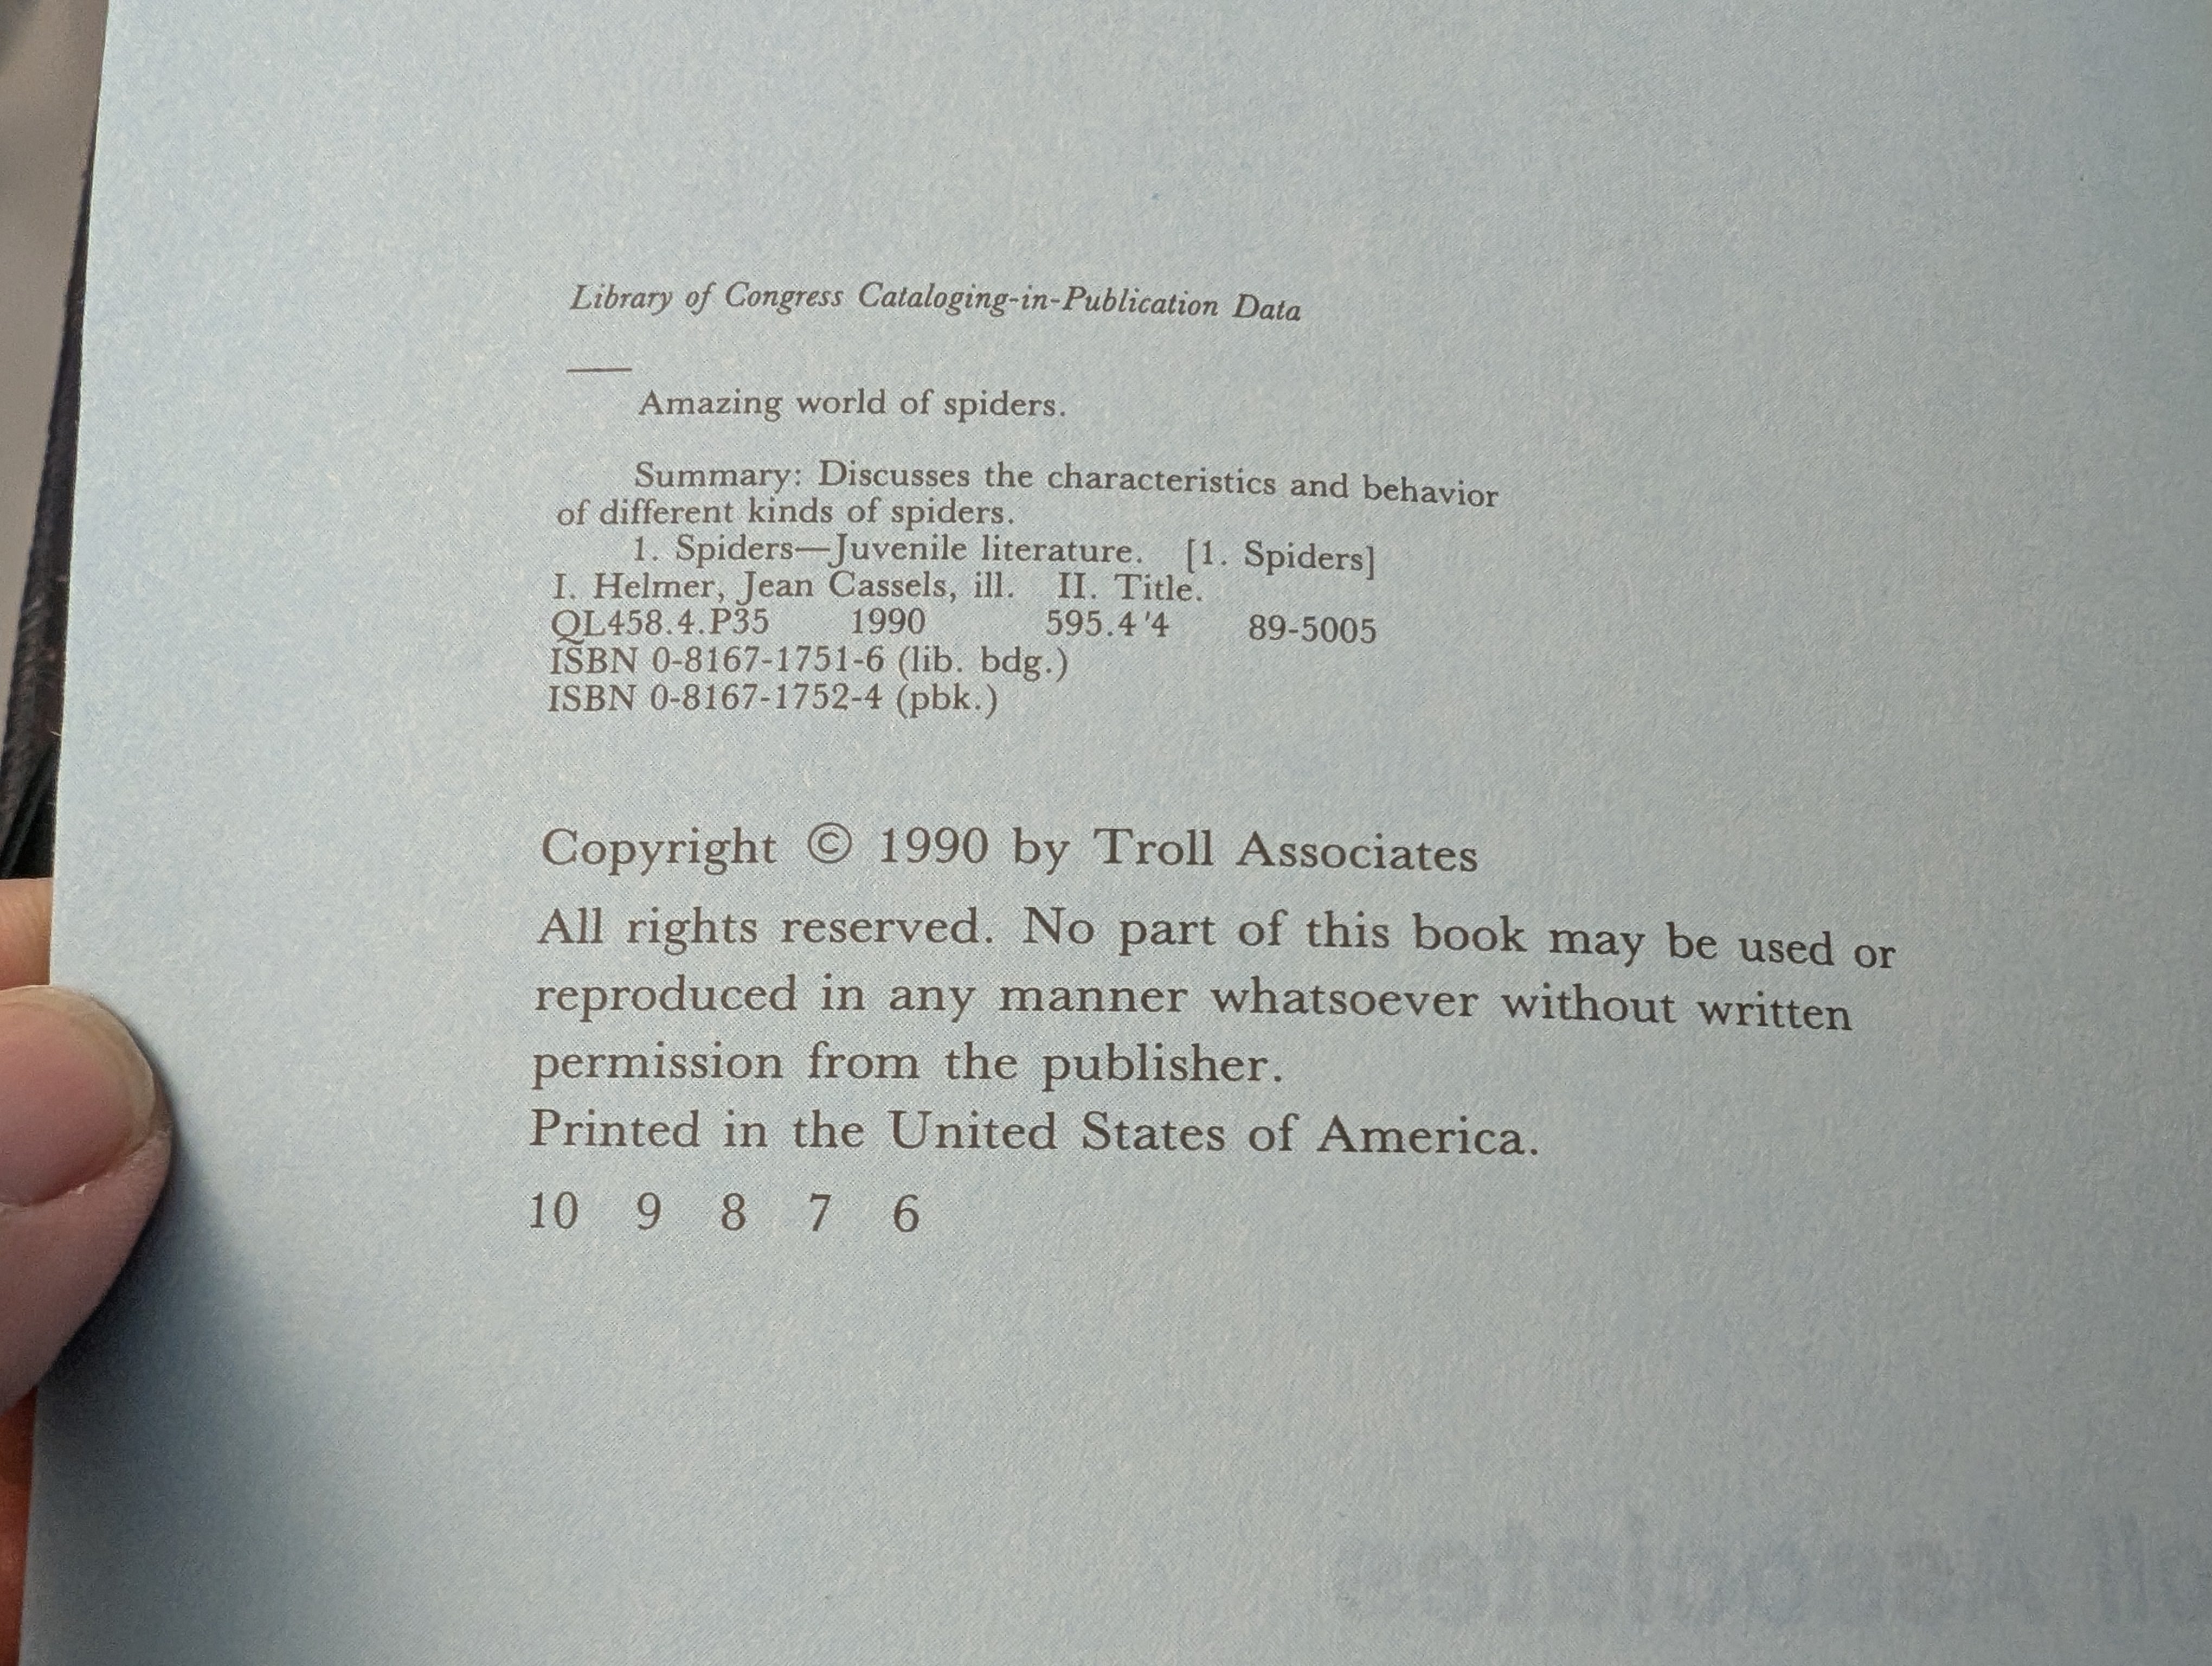 Library of Congress Cataloging-in-Publication Data
Amazing world of spiders.
Summary: Discusses the characteristics and behavior
of different kinds of spiders.
1. Spiders—Juvenile literature. [1. Spiders]
I. Helmer, Jean Cassels, ill. II. Title.
QL458.4.P35 1990 595.4'4 89-5005
ISBN 0-8167-1751-6 (lib. bdg.)
ISBN 0-8167-1752-4 (pbk.)
Copyright © 1990 by Troll Associates
All rights reserved. No part of this book may be used or
reproduced in any manner whatsoever without written
permission from the publisher.
Printed in the United States of America.
10 9 8 7 6